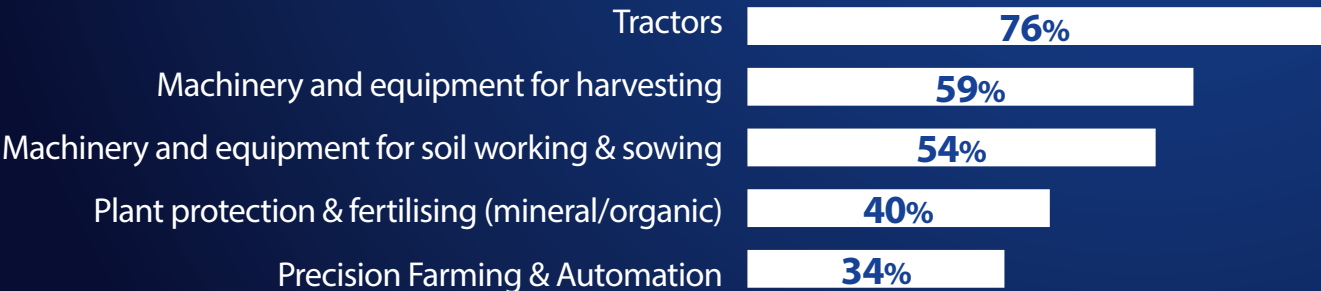 Tractors 76%
Machinery and equipment for harvesting 59%
Machinery and equipment for soil working & sowing 54%
Plant protection & fertilising (mineral/organic) 40%
Precision Farming & Automation 34%